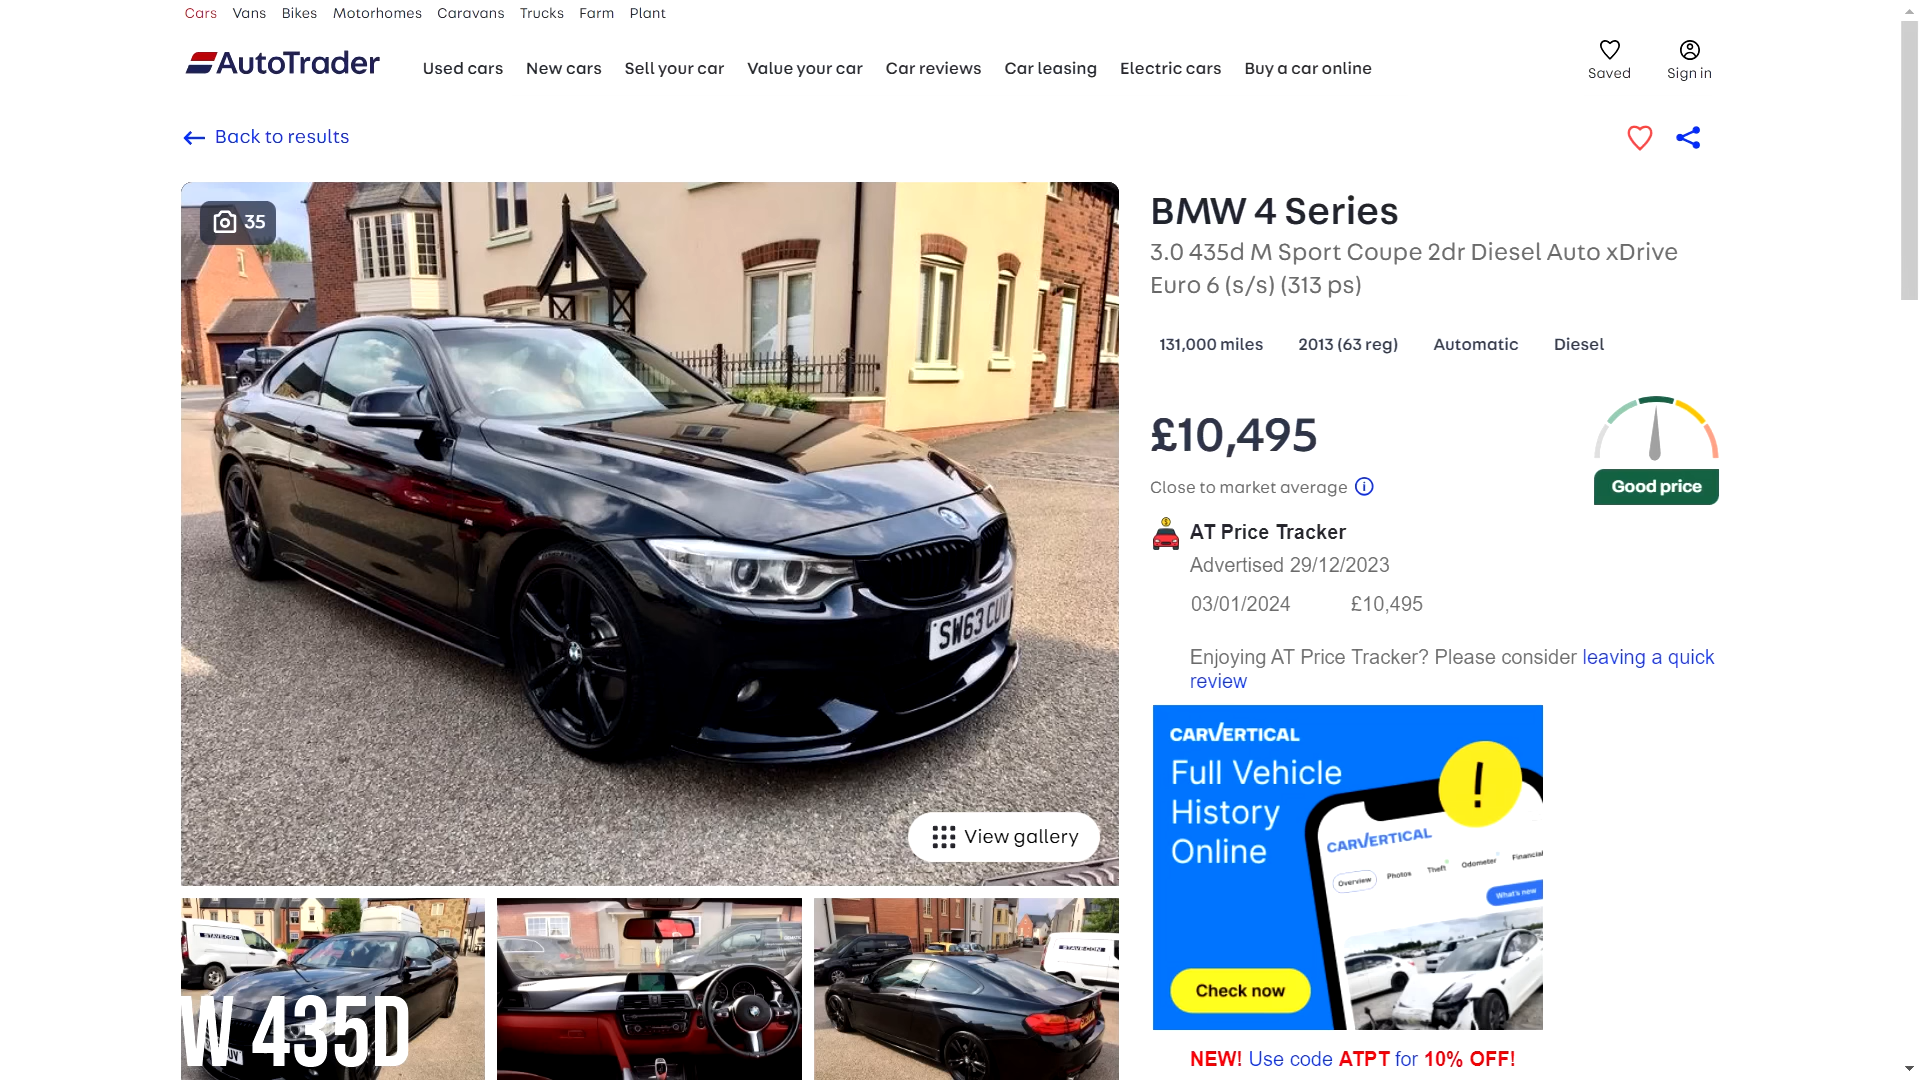 Cars Vans Bikes Motorhomes Caravans Trucks Farm Plant
AutoTrader
Used cars New cars Sell your car Value your car Car reviews Car leasing Electric cars Buy a car online
Saved
Sign in
Back to results
35
SW63 CUV
View gallery
BMW 4 Series
3.0 435d M Sport Coupe 2dr Diesel Auto xDrive
Euro 6 (s/s) (313 ps)
131,000 miles 2013 (63 reg) Automatic Diesel
£10,495
Close to market average
Good price
AT Price Tracker
Advertised 29/12/2023
03/01/2024 £10,495
Enjoying AT Price Tracker? Please consider leaving a quick
review
CARVERTICAL
Full Vehicle
History
Online
!
CARVERTICAL
Overview Photos Theft Odometer Financial
What's new
Check now
NEW! Use code ATPT for 10% OFF!
W 435D